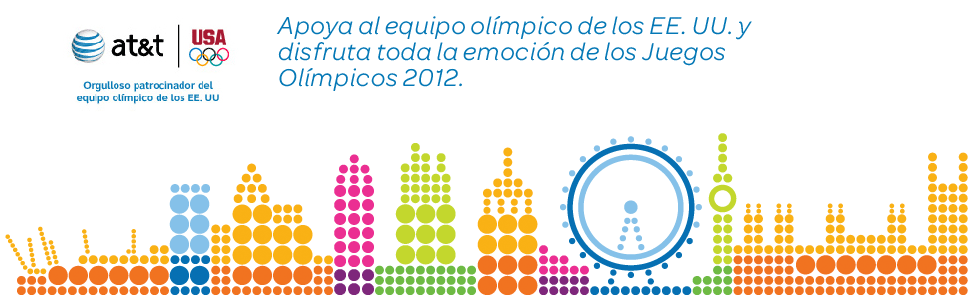 at&t
USA
Orgulloso patrocinador del
equipo olímpico de los EE. UU
Apoya al equipo olímpico de los EE. UU. y
disfruta toda la emoción de los Juegos
Olímpicos 2012.